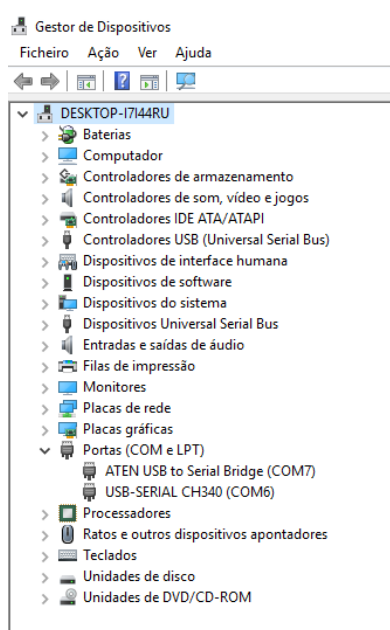 Gestor de Dispositivos
Ficheiro Ação Ver Ajuda
DESKTOP-I7I44RU
Baterias
Computador
Controladores de armazenamento
Controladores de som, vídeo e jogos
Controladores IDE ATA/ATAPI
Controladores USB (Universal Serial Bus)
Dispositivos de interface humana
Dispositivos de software
Dispositivos do sistema
Dispositivos Universal Serial Bus
Entradas e saídas de áudio
Filas de impressão
Monitores
Placas de rede
Placas gráficas
Portas (COM e LPT)
ATEN USB to Serial Bridge (COM7)
USB-SERIAL CH340 (COM6)
Processadores
Ratos e outros dispositivos apontadores
Teclados
Unidades de disco
Unidades de DVD/CD-ROM